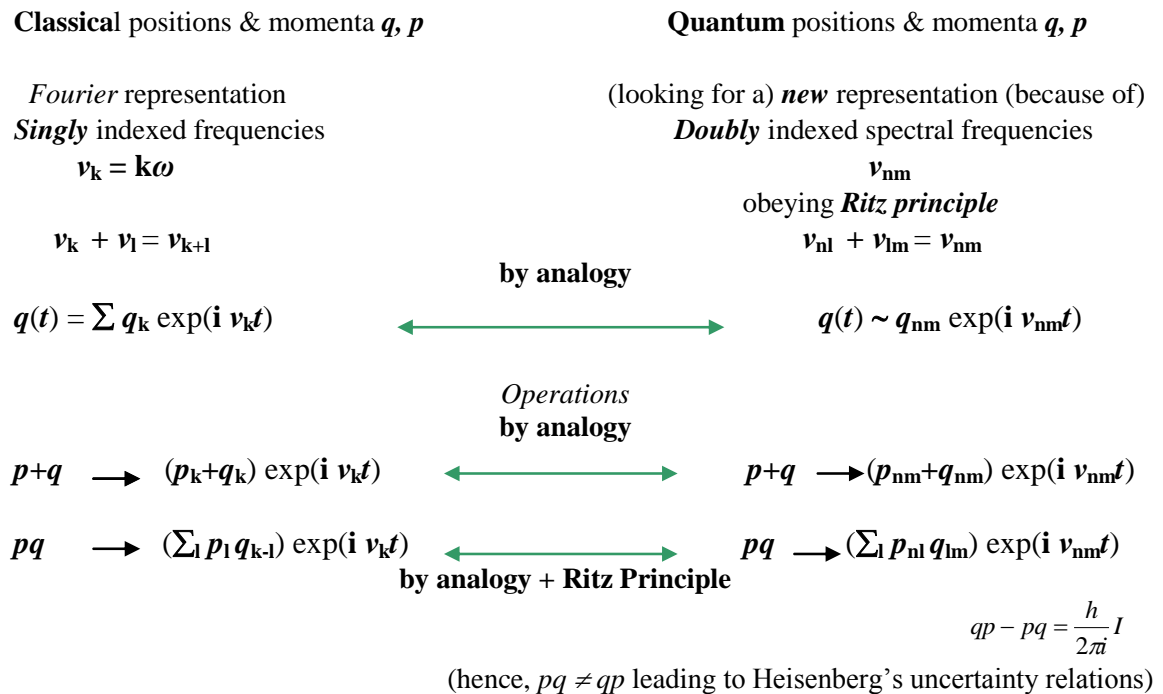 Classical positions & momenta q, p
Quantum positions & momenta q, p
Fourier representation
(looking for a) new representation (because of)
Singly indexed frequencies
Doubly indexed spectral frequencies
νk = kω
νnm
obeying Ritz principle
νk + νl = νk+l
νnl + νlm = νnm
by analogy
q(t) = Σ qk exp(i νkt)
q(t) ~ qnm exp(i νnmt)
Operations
by analogy
p+q → (pk+qk) exp(i νkt)
p+q → (pnm+qnm) exp(i νnmt)
pq → (∑l pl qk-l) exp(i νkt)
pq → (∑l pnl qlm) exp(i νnmt)
by analogy + Ritz Principle
qp − pq = h/2πi I
(hence, pq ≠ qp leading to Heisenberg's uncertainty relations)